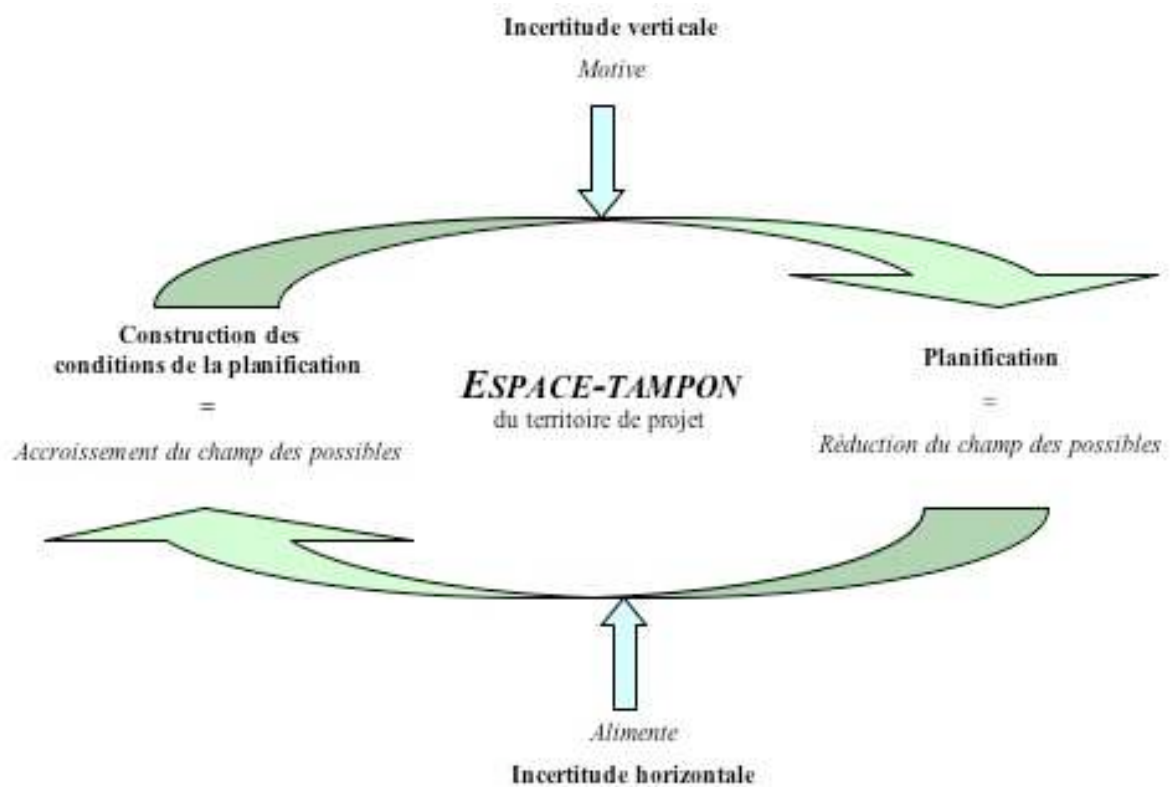 Incertitude verticale
Motive
Construction des
conditions de la planification
=
Accroissement du champ des possibles
ESPACE-TAMPON
du territoire de projet
Planification
=
Réduction du champ des possibles
Alimente
Incertitude horizontale